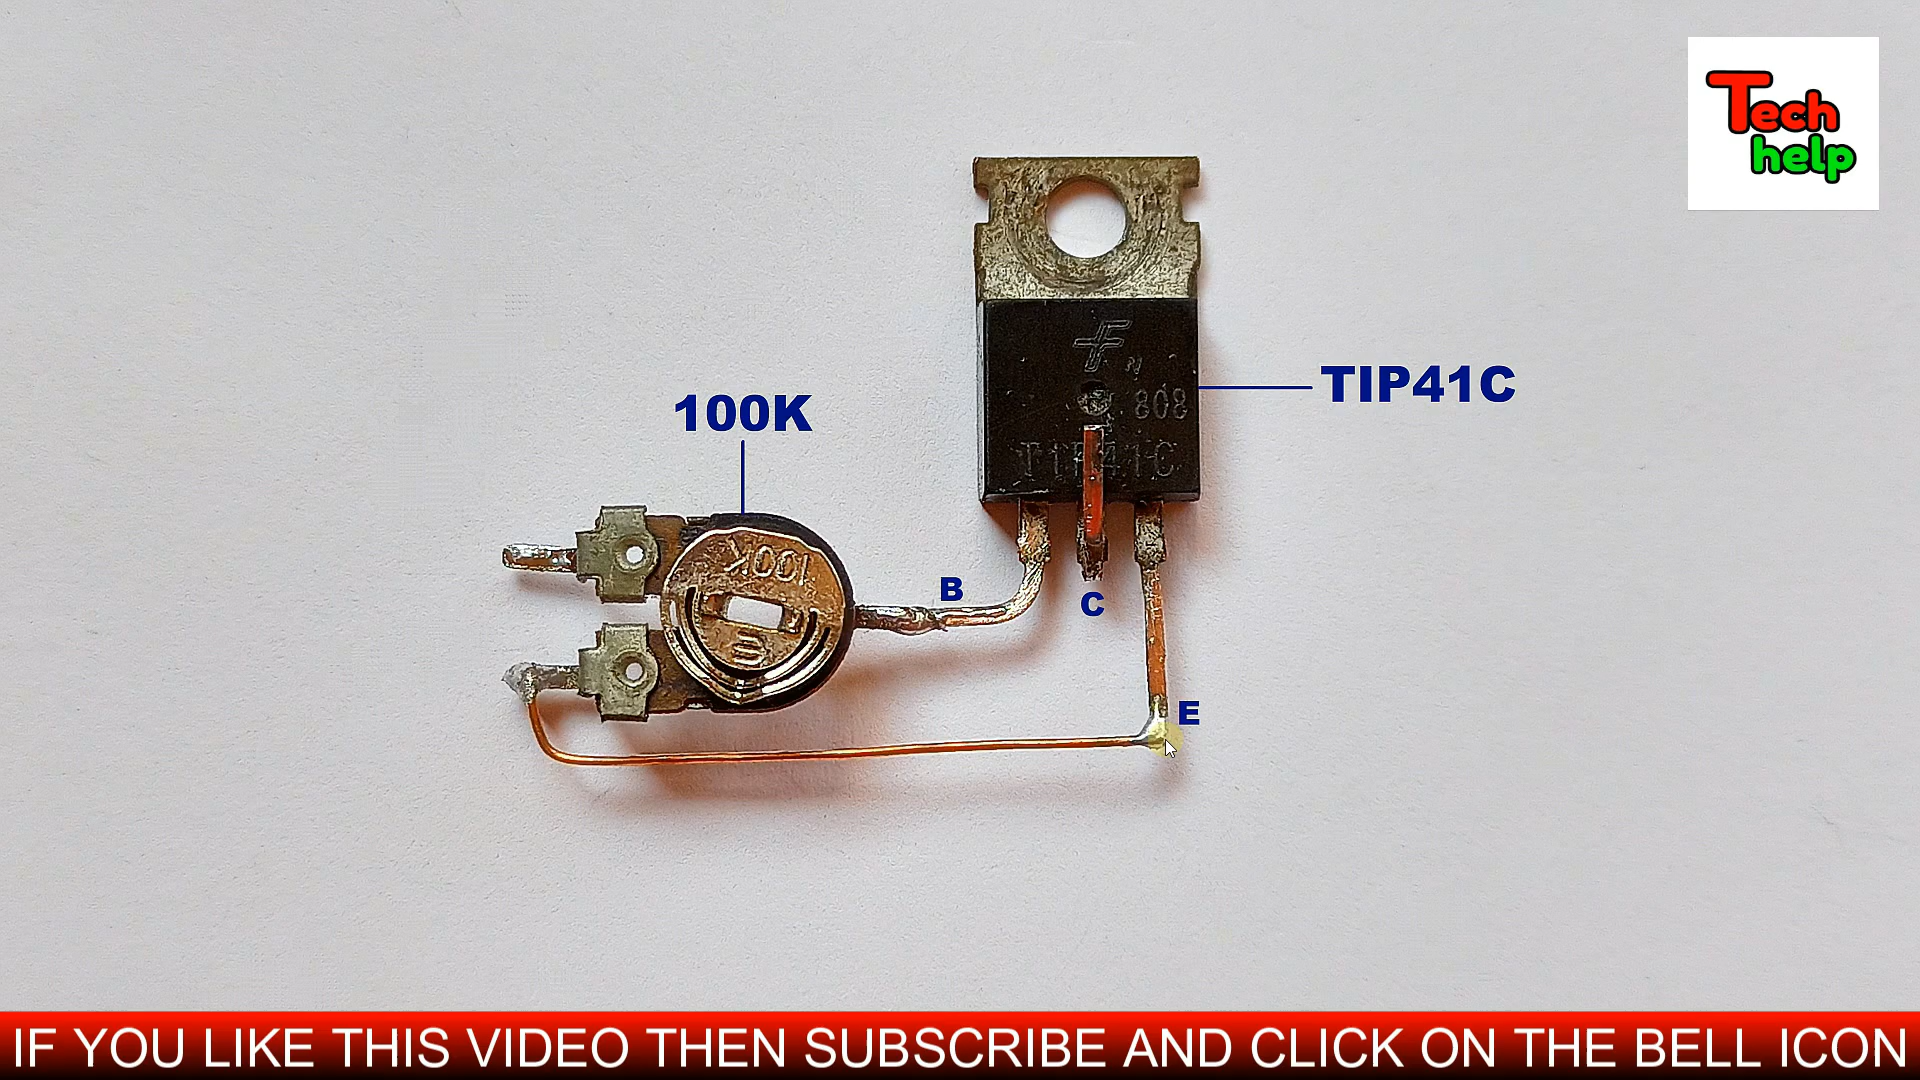 Tech
help
TIP41C
100K
N
808
TIP41C
100K
B
C
E
IF YOU LIKE THIS VIDEO THEN SUBSCRIBE AND CLICK ON THE BELL ICON